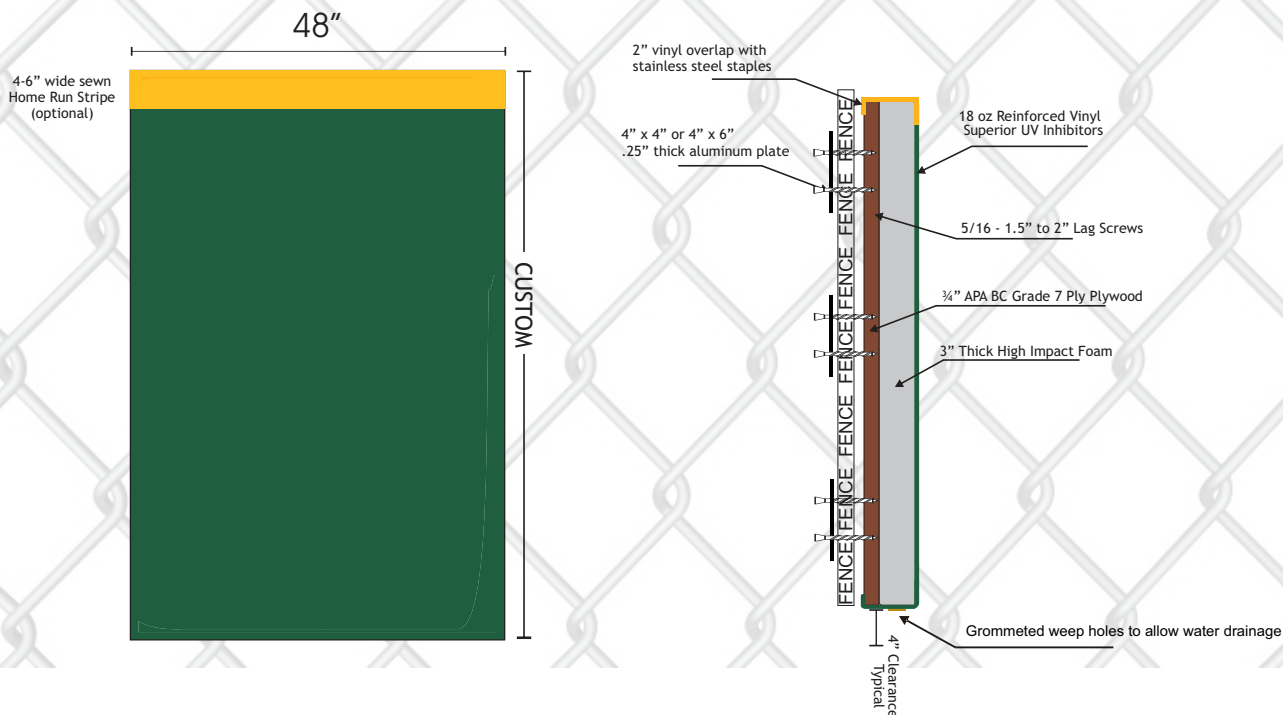 48”
4-6” wide sewn
Home Run Stripe
(optional)
CUSTOM
2” vinyl overlap with
stainless steel staples
4” x 4” or 4” x 6”
.25” thick aluminum plate
FENCE FENCE FENCE FENCE FENCE FENCE FENCE
18 oz Reinforced Vinyl
Superior UV Inhibitors
5/16 - 1.5” to 2” Lag Screws
¾” APA BC Grade 7 Ply Plywood
3” Thick High Impact Foam
Grommeted weep holes to allow water drainage
4” Clearance
Typical